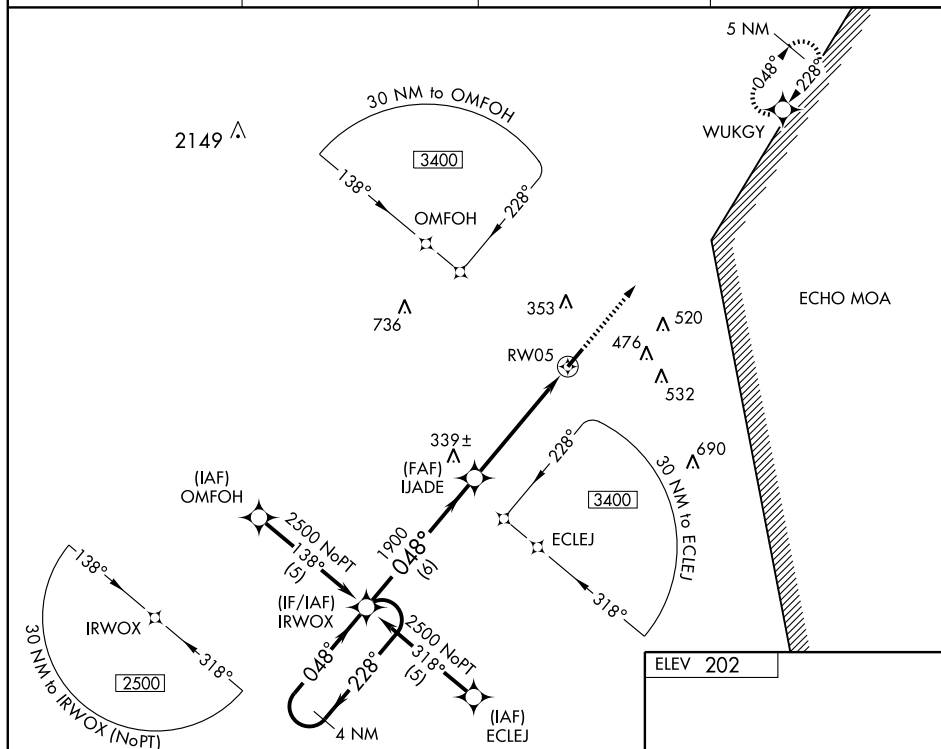 5 NM
048°
228°
WUKGY
30 NM to OMFOH
2149
3400
138°
228°
OMFOH
ECHO MOA
736
353
520
476
RW05
532
339±
690
(FAF)
IJADE
228°
30 NM to ECLEJ
3400
ECLEJ
318°
(IAF)
OMFOH
2500 NoPT
138°
(5)
1900
048°
(6)
138°
IRWOX
318°
2500
30 NM to IRWOX (NoPT)
(IF/IAF)
IRWOX
2500 NoPT
318°
(5)
048°
228°
4 NM
(IAF)
ECLEJ
ELEV 202